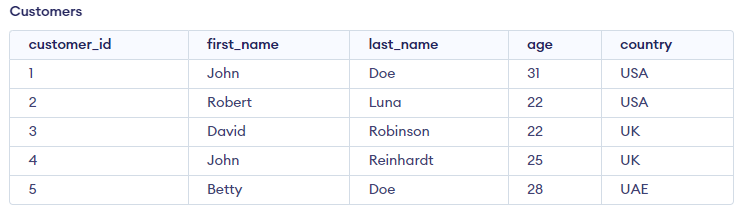 Customers
customer_id first_name last_name age country
1 John Doe 31 USA
2 Robert Luna 22 USA
3 David Robinson 22 UK
4 John Reinhardt 25 UK
5 Betty Doe 28 UAE